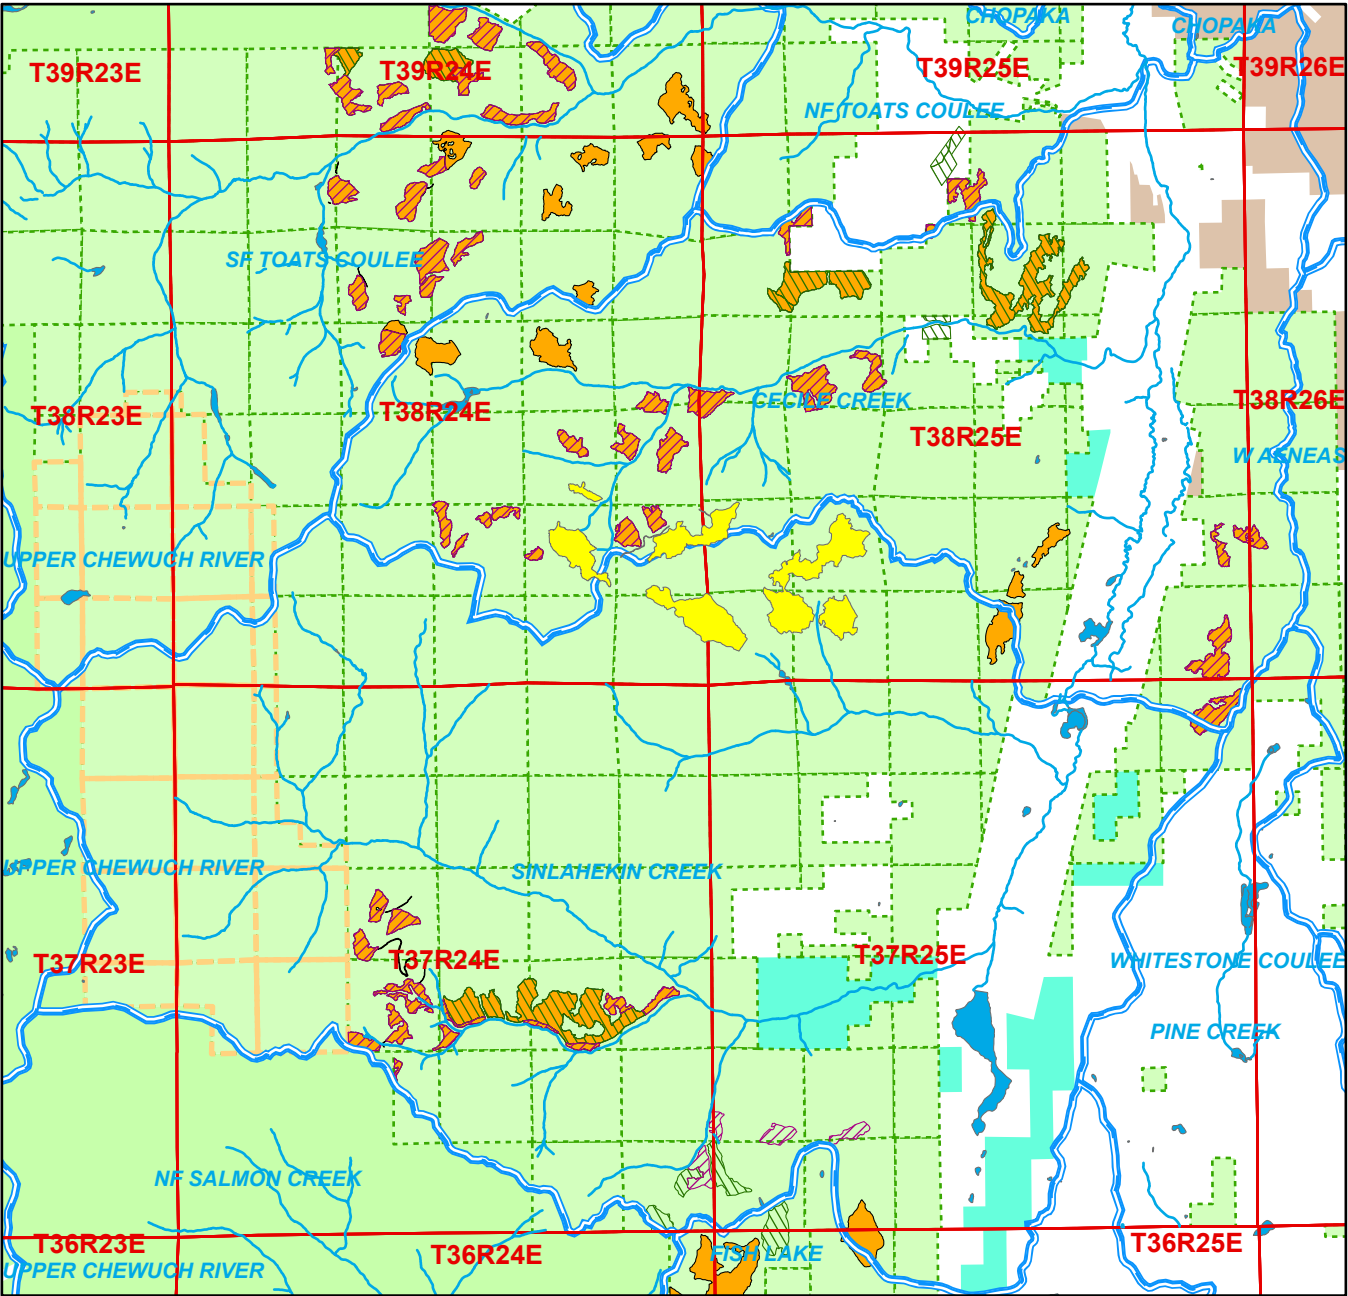 CHOPAKA
CHOPAKA
T39R23E
T39R24E
T39R25E
T39R26E
NF TOATS COULEE
SF TOATS COULEE
T38R23E
T38R24E
CECILE CREEK
T38R26E
T38R25E
W AENEAS
UPPER CHEWUCH RIVER
UPPER CHEWUCH RIVER
SINLAHEKIN CREEK
T37R23E
T37R24E
T37R25E
WHITESTONE COULEE
PINE CREEK
NF SALMON CREEK
T36R23E
T36R24E
FISH LAKE
T36R25E
UPPER CHEWUCH RIVER